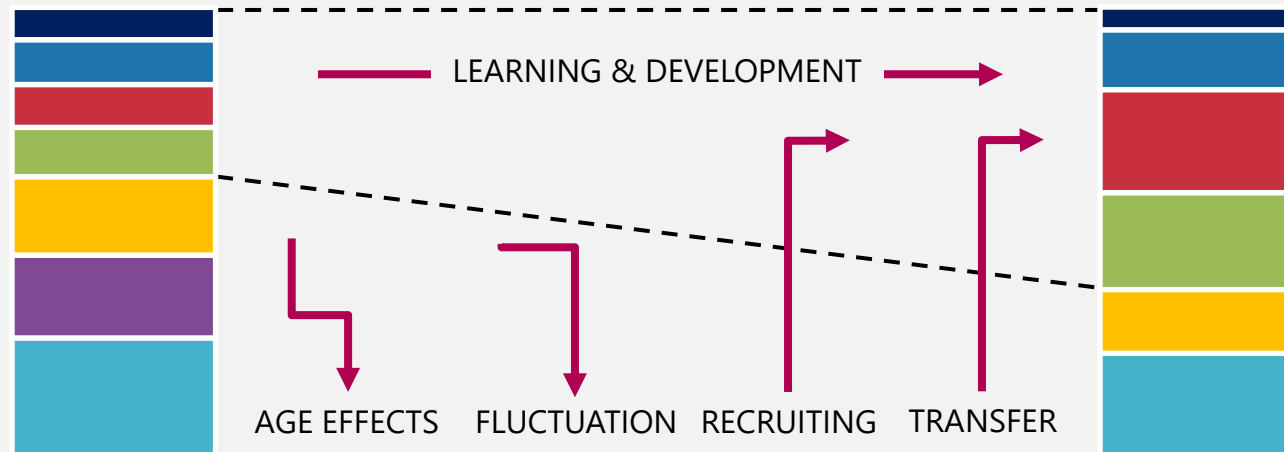 LEARNING & DEVELOPMENT
AGE EFFECTS
FLUCTUATION
RECRUITING
TRANSFER